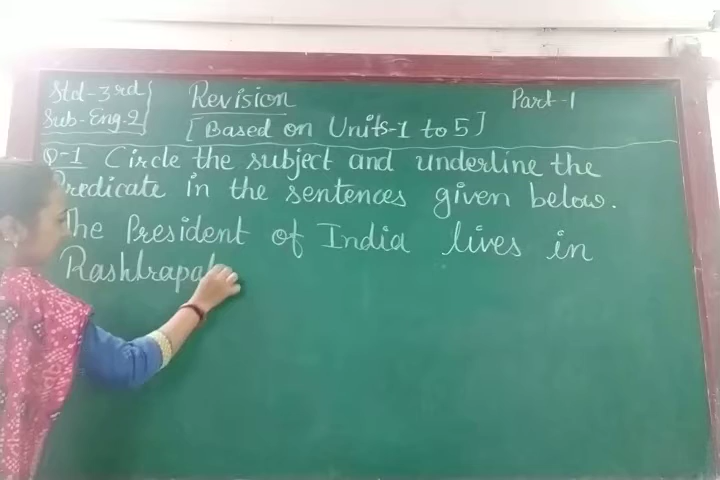 Std-3rd
Sub-Eng-2
Revision
Part-1
[Based on Units-1 to 5]
Q-1 Circle the subject and underline the
Predicate in the sentences given below.
The President of India lives in
Rashtrapat